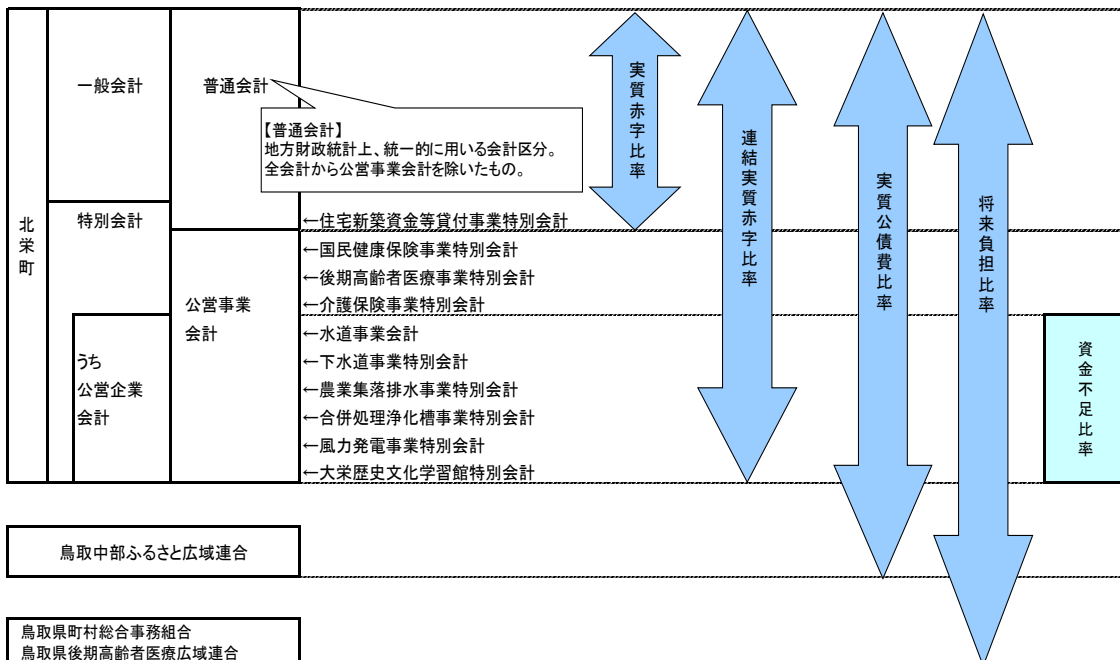 北栄町
一般会計
普通会計
【普通会計】
地方財政統計上、統一的に用いる会計区分。
全会計から公営事業会計を除いたもの。
特別会計
←住宅新築資金等貸付事業特別会計
←国民健康保険事業特別会計
←後期高齢者医療事業特別会計
←介護保険事業特別会計
公営事業
会計
←水道事業会計
←下水道事業特別会計
←農業集落排水事業特別会計
←合併処理浄化槽事業特別会計
←風力発電事業特別会計
←大栄歴史文化学習館特別会計
うち
公営企業
会計
実質赤字比率
連結実質赤字比率
実質公債費比率
将来負担比率
資金不足比率
鳥取中部ふるさと広域連合
鳥取県町村総合事務組合
鳥取県後期高齢者医療広域連合